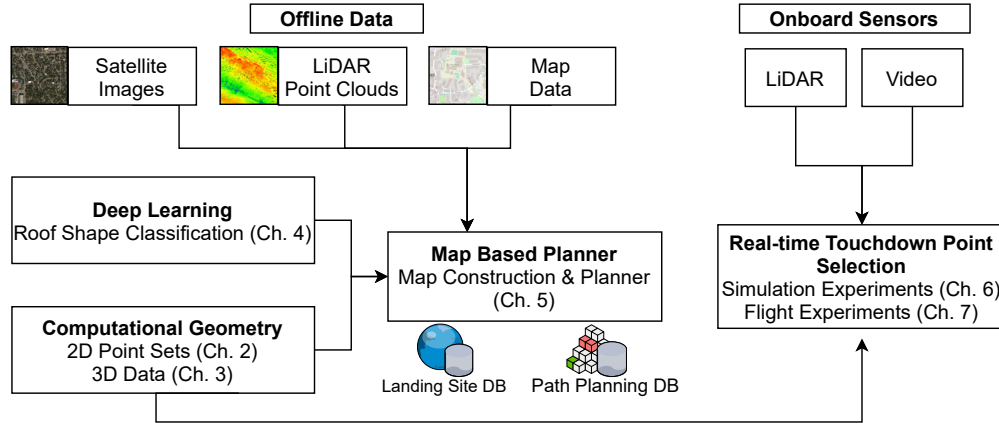 Offline Data
Onboard Sensors
Satellite
Images
LiDAR
Point Clouds
Map
Data
LiDAR
Video
Deep Learning
Roof Shape Classification (Ch. 4)
Map Based Planner
Map Construction & Planner
(Ch. 5)
Real-time Touchdown Point
Selection
Simulation Experiments (Ch. 6)
Flight Experiments (Ch. 7)
Computational Geometry
2D Point Sets (Ch. 2)
3D Data (Ch. 3)
Landing Site DB
Path Planning DB